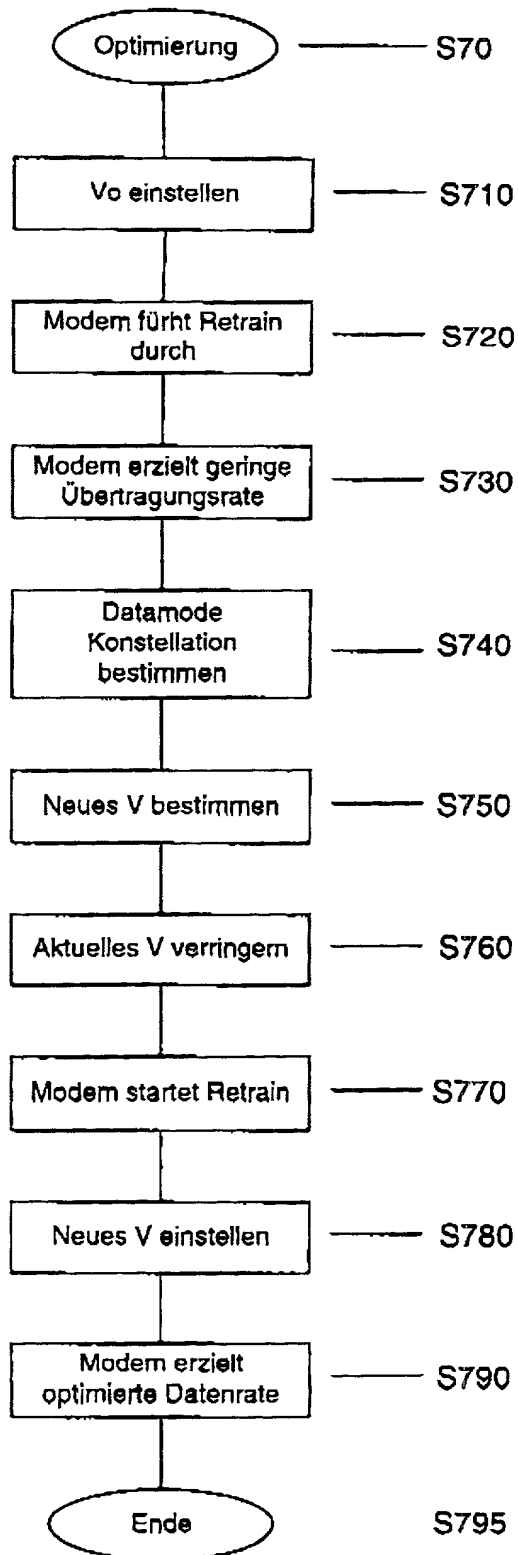 Optimierung S70
Vo einstellen S710
Modem fürht Retrain
durch S720
Modem erzielt geringe
Übertragungsrate S730
Datamode
Konstellation
bestimmen S740
Neues V bestimmen S750
Aktuelles V verringern S760
Modem startet Retrain S770
Neues V einstellen S780
Modem erzielt
optimierte Datenrate S790
Ende S795